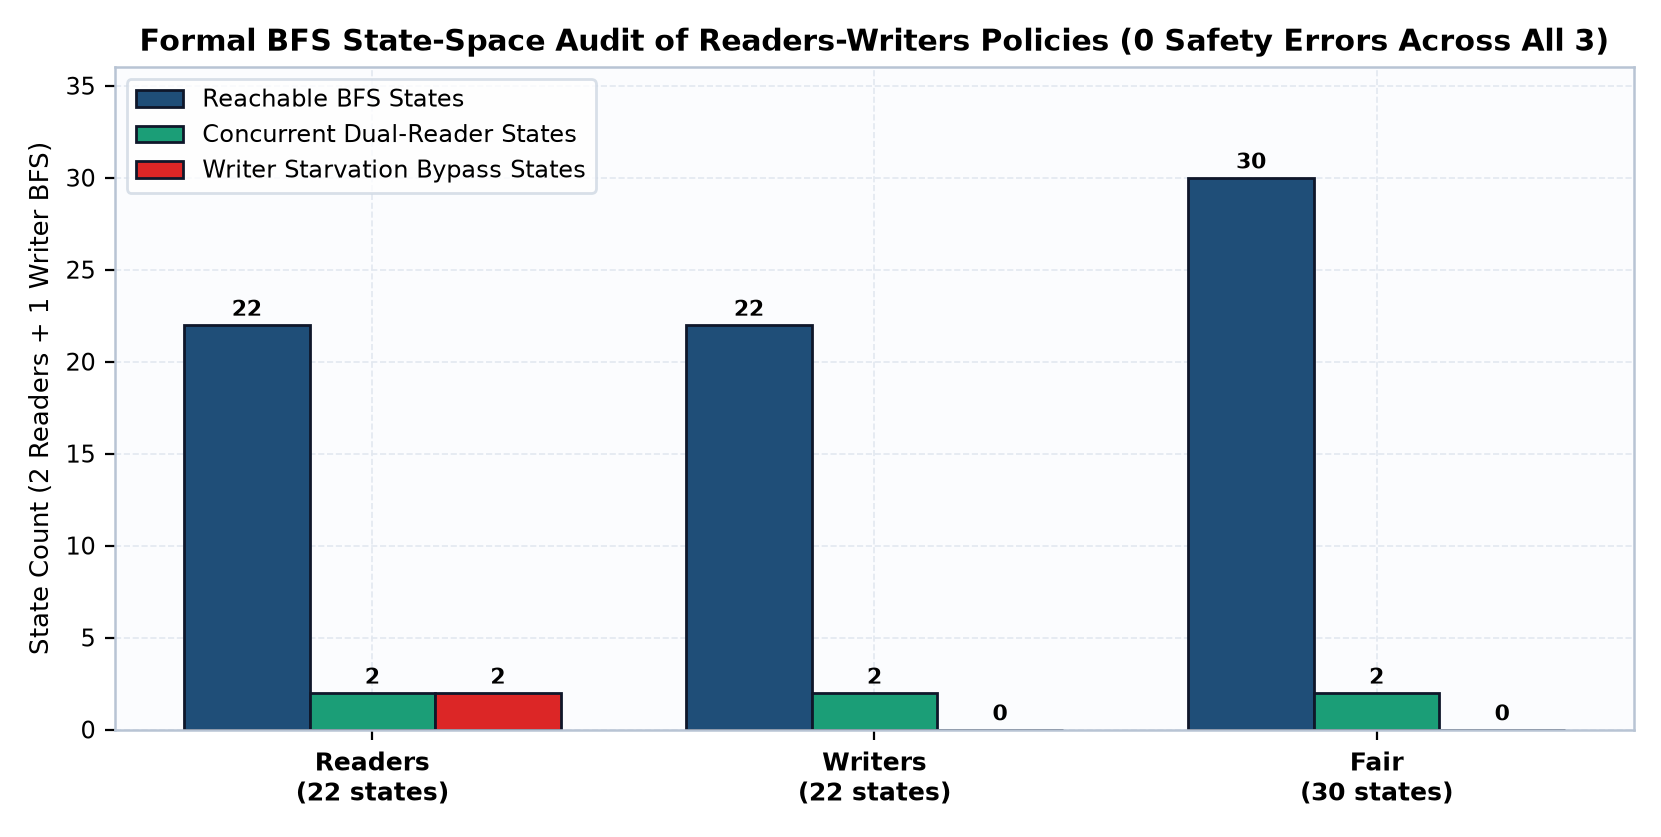 Formal BFS State-Space Audit of Readers-Writers Policies (0 Safety Errors Across All 3)
State Count (2 Readers + 1 Writer BFS)
35
30
25
20
15
10
5
0
Reachable BFS States
Concurrent Dual-Reader States
Writer Starvation Bypass States
22
2
2
22
2
0
30
2
0
Readers
(22 states)
Writers
(22 states)
Fair
(30 states)